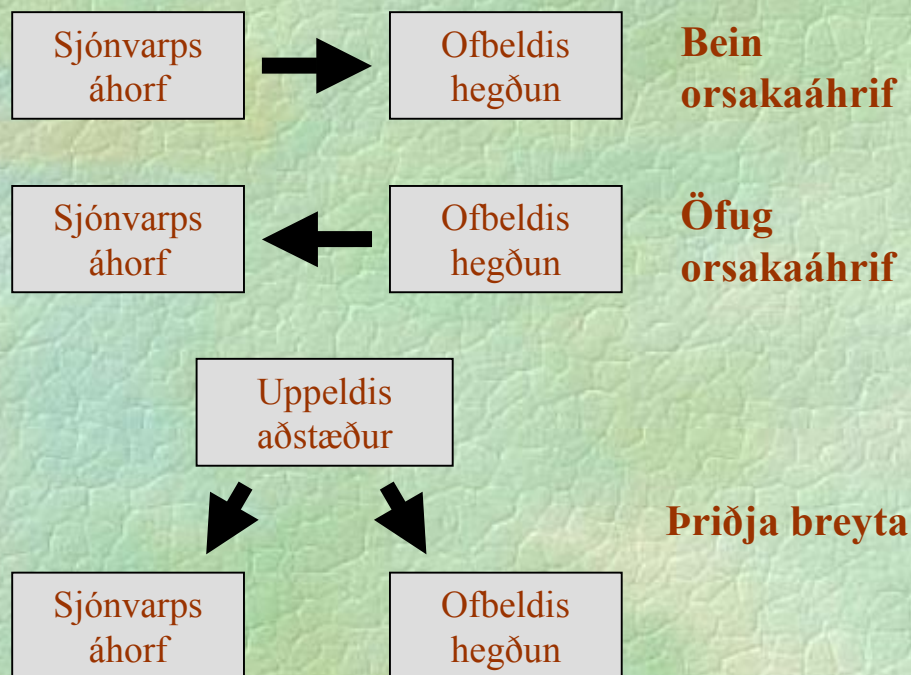 Sjónvarps
áhorf
Ofbeldis
hegðun
Bein
orsakaáhrif
Sjónvarps
áhorf
Ofbeldis
hegðun
Öfug
orsakaáhrif
Uppeldis
aðstæður
Þriðja breyta
Sjónvarps
áhorf
Ofbeldis
hegðun